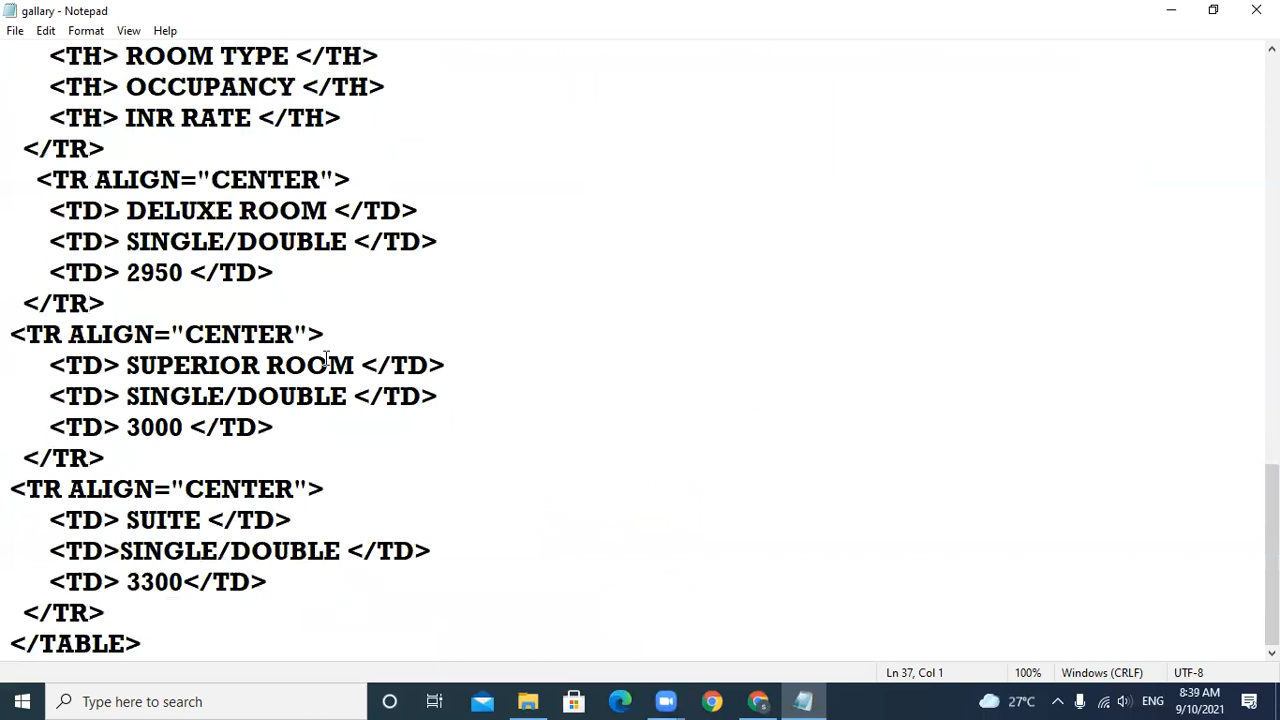 gallary - Notepad
File Edit Format View Help
<TH> ROOM TYPE </TH>
<TH> OCCUPANCY </TH>
<TH> INR RATE </TH>
</TR>
<TR ALIGN="CENTER">
<TD> DELUXE ROOM </TD>
<TD> SINGLE/DOUBLE </TD>
<TD> 2950 </TD>
</TR>
<TR ALIGN="CENTER">
<TD> SUPERIOR ROOM </TD>
<TD> SINGLE/DOUBLE </TD>
<TD> 3000 </TD>
</TR>
<TR ALIGN="CENTER">
<TD> SUITE </TD>
<TD>SINGLE/DOUBLE </TD>
<TD> 3300</TD>
</TR>
</TABLE>
Ln 37, Col 1 100% Windows (CRLF) UTF-8
Type here to search 27°C ENG 8:39 AM
9/10/2021